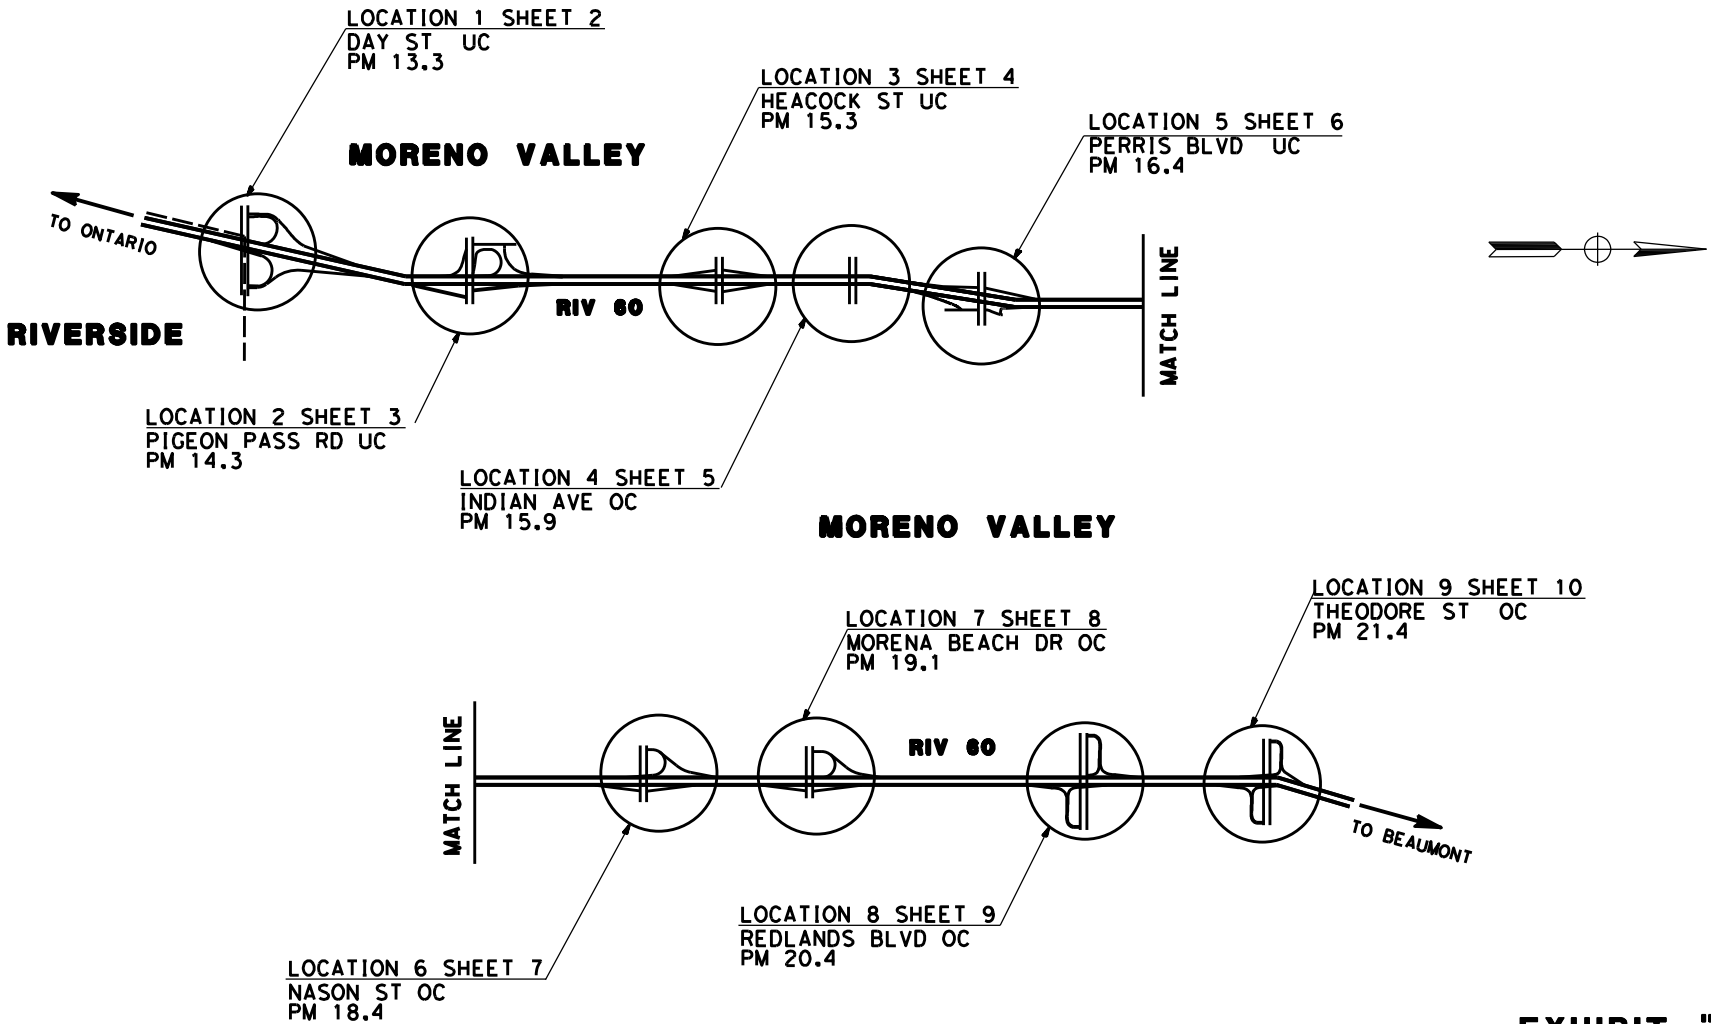 LOCATION 1 SHEET 2
DAY ST UC
PM 13.3
LOCATION 3 SHEET 4
HEACOCK ST UC
PM 15.3
LOCATION 5 SHEET 6
PERRIS BLVD UC
PM 16.4
MORENO VALLEY
TO ONTARIO
RIV 60
MATCH LINE
RIVERSIDE
LOCATION 2 SHEET 3
PIGEON PASS RD UC
PM 14.3
LOCATION 4 SHEET 5
INDIAN AVE OC
PM 15.9
MORENO VALLEY
LOCATION 9 SHEET 10
THEODORE ST OC
PM 21.4
LOCATION 7 SHEET 8
MORENA BEACH DR OC
PM 19.1
MATCH LINE
RIV 60
TO BEAUMONT
LOCATION 8 SHEET 9
REDLANDS BLVD OC
PM 20.4
LOCATION 6 SHEET 7
NASON ST OC
PM 18.4
EXHIBIT "